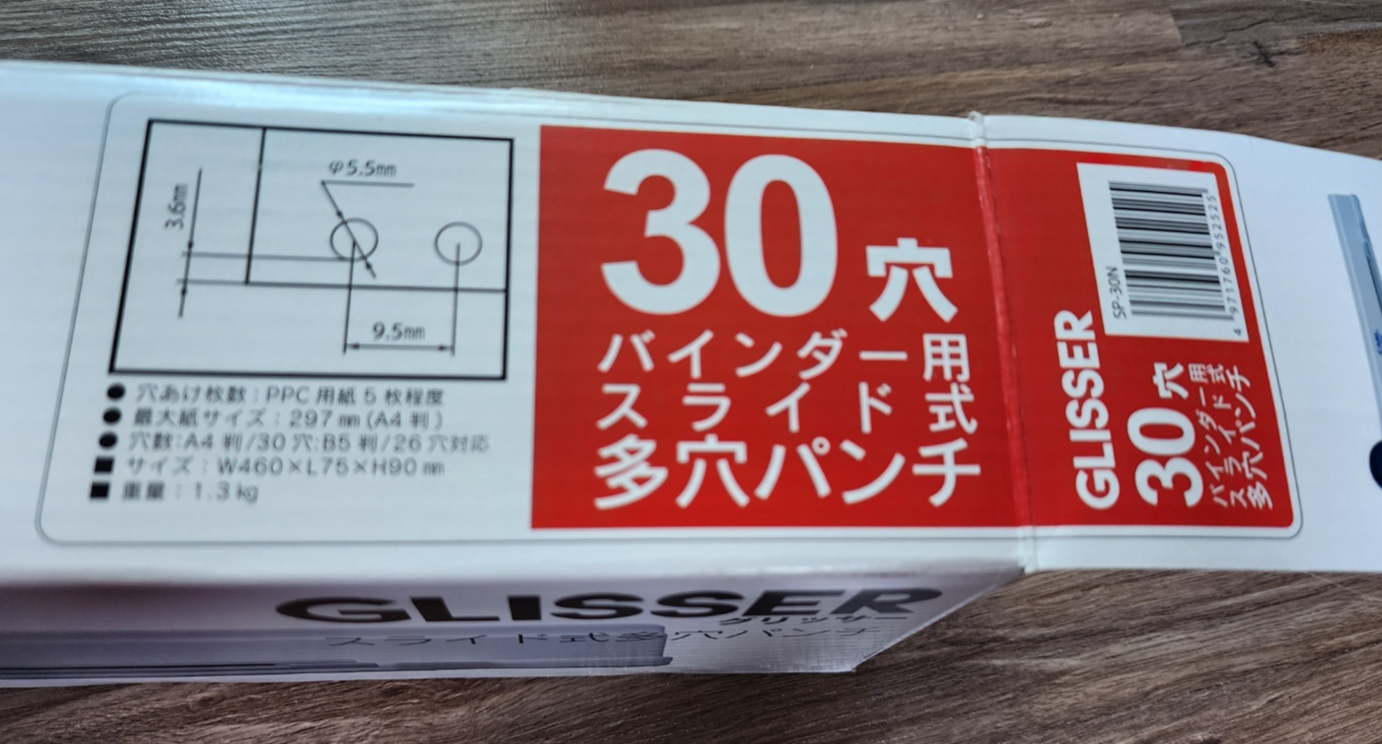 φ5.5mm
3.6mm
9.5mm
● 穴あけ枚数：PPC用紙5枚程度
● 最大紙サイズ：297mm(A4判)
● 穴数:A4判/30穴:B5判/26穴対応
■ サイズ：W460×L75×H90mm
■ 重量：1.3kg
30穴
バインダー用
スライド式
多穴パンチ
SP-30N
4 971760 952525
GLISSER
30穴
バインダー用
スライド式
多穴パンチ
GLISSER
グリッサー
スライド式多穴パンチ